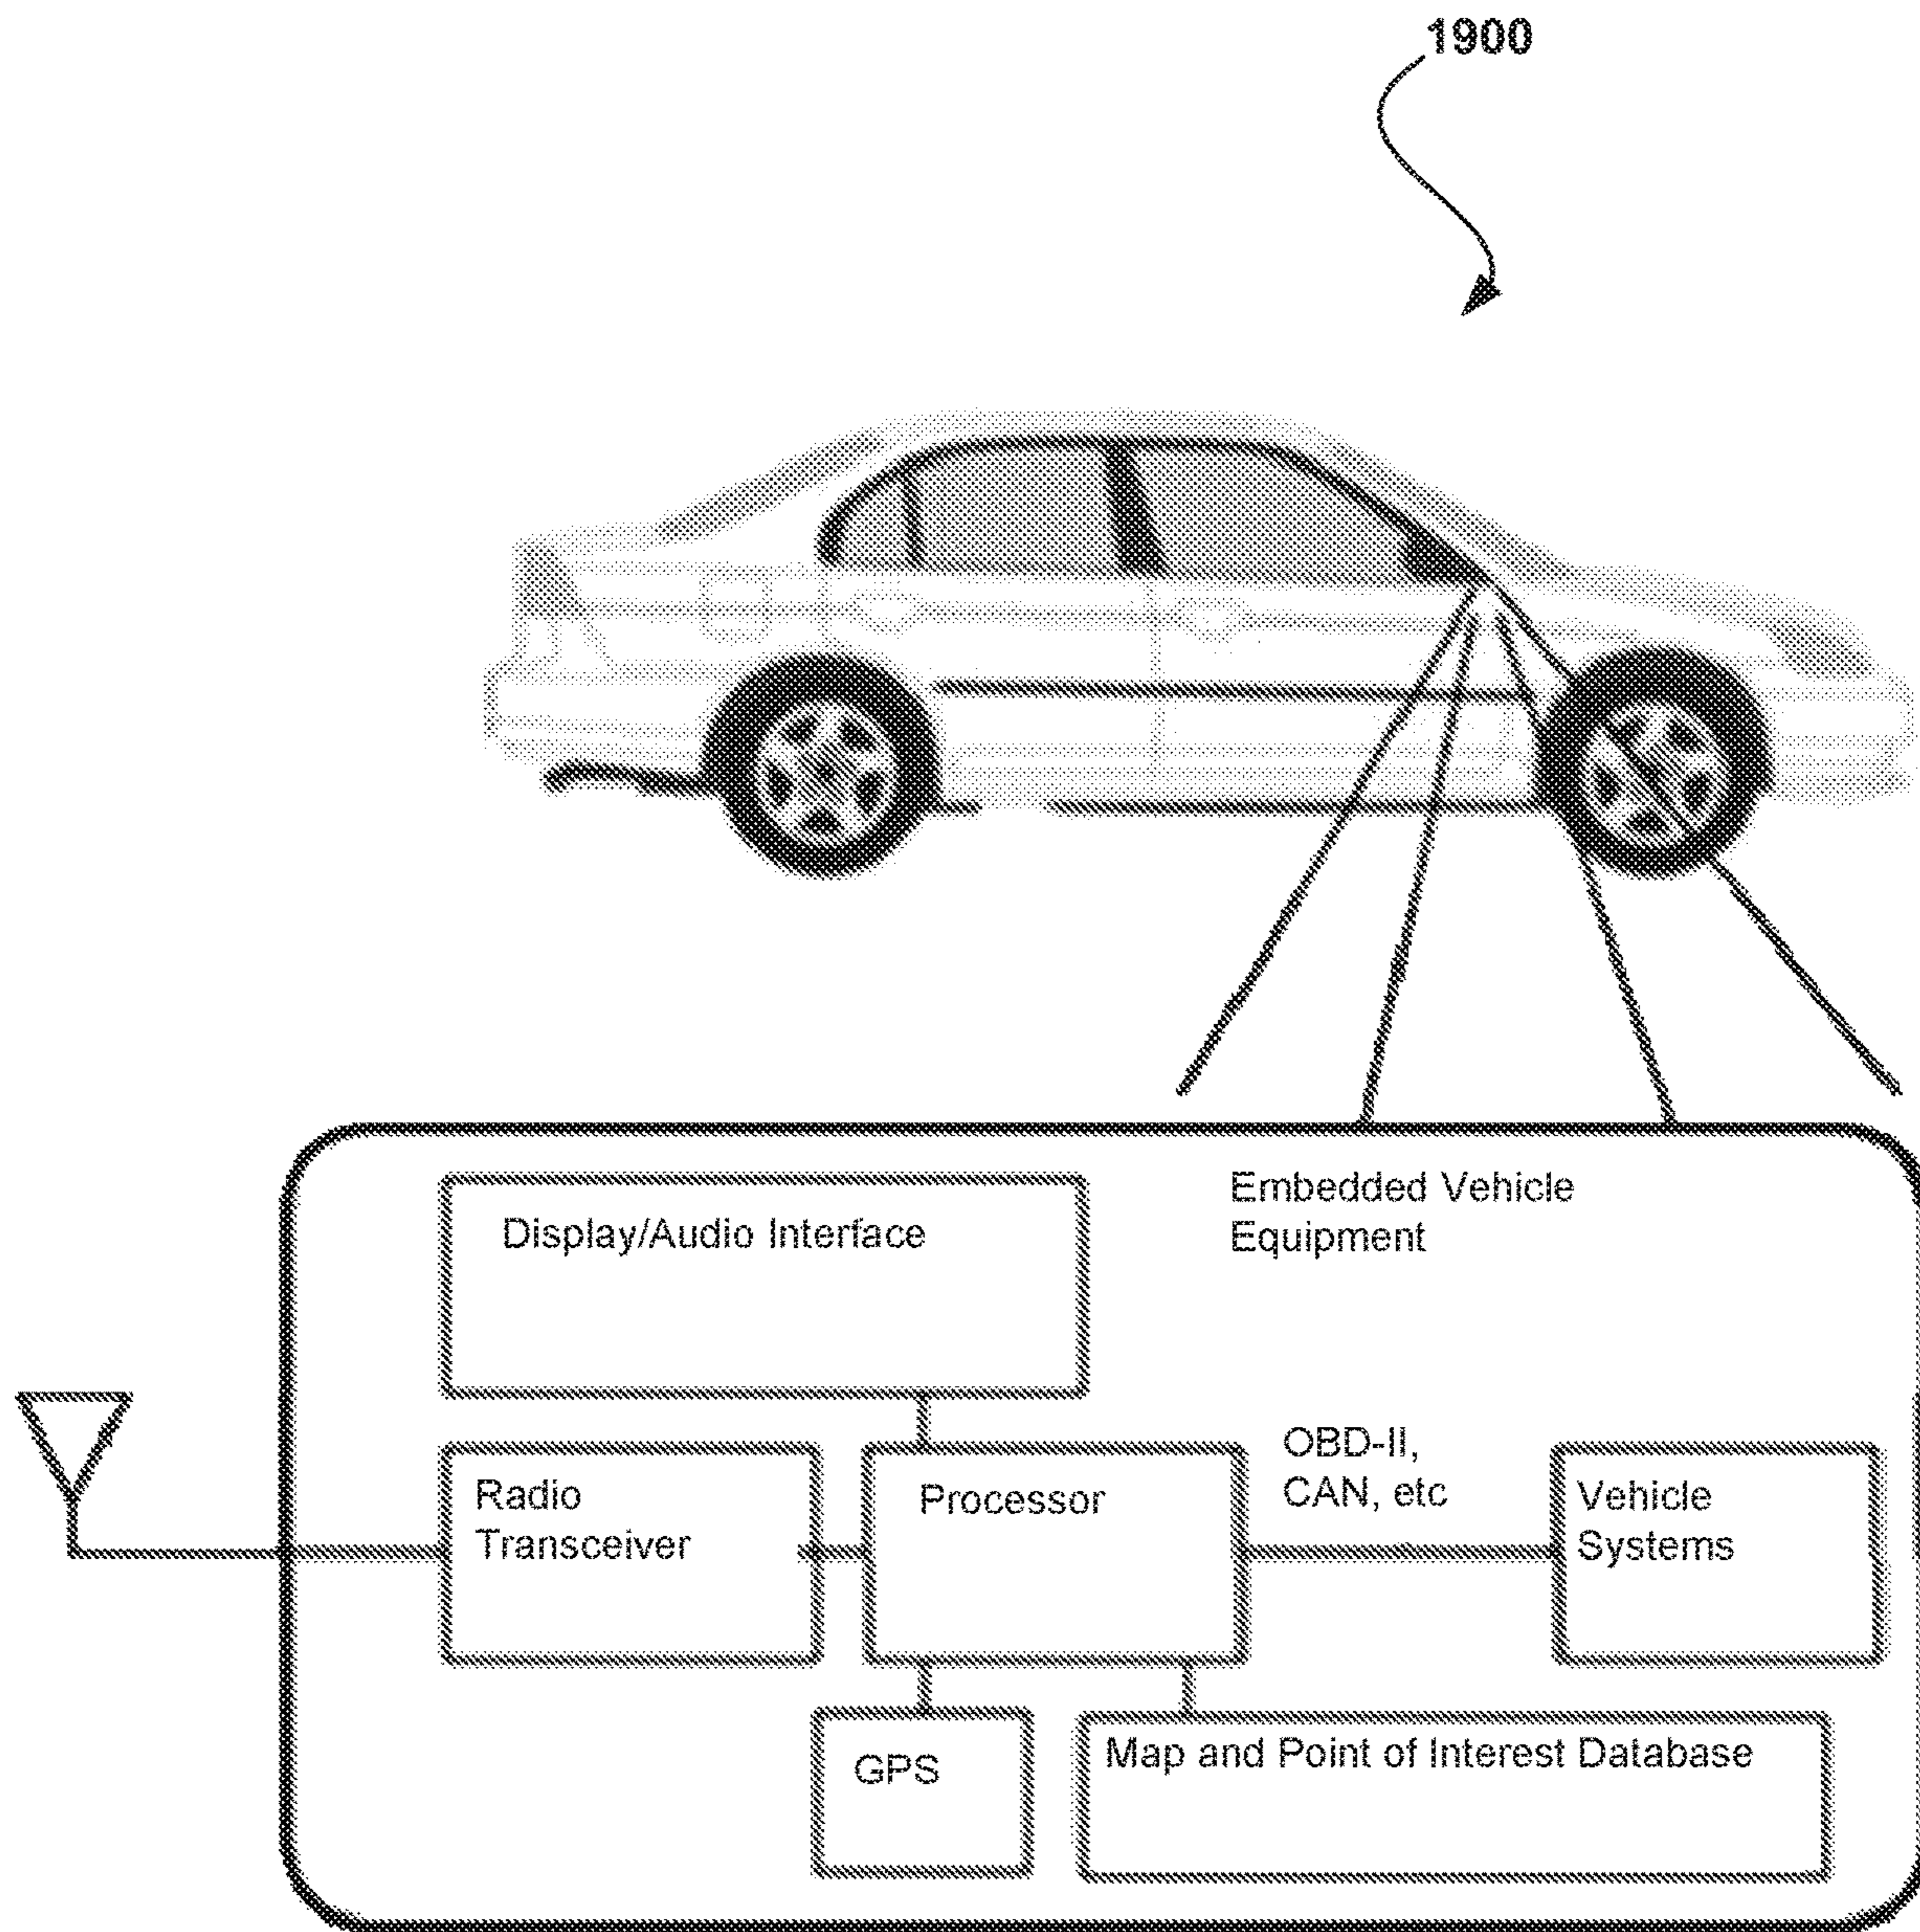 1900
Embedded Vehicle
Equipment
Display/Audio Interface
Radio
Transceiver
Processor
OBD-II,
CAN, etc
Vehicle
Systems
GPS
Map and Point of Interest Database